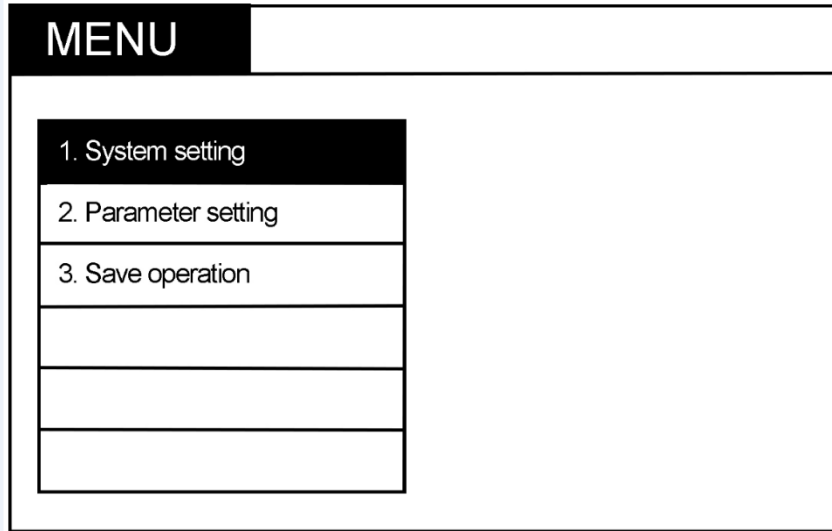 MENU
1. System setting
2. Parameter setting
3. Save operation